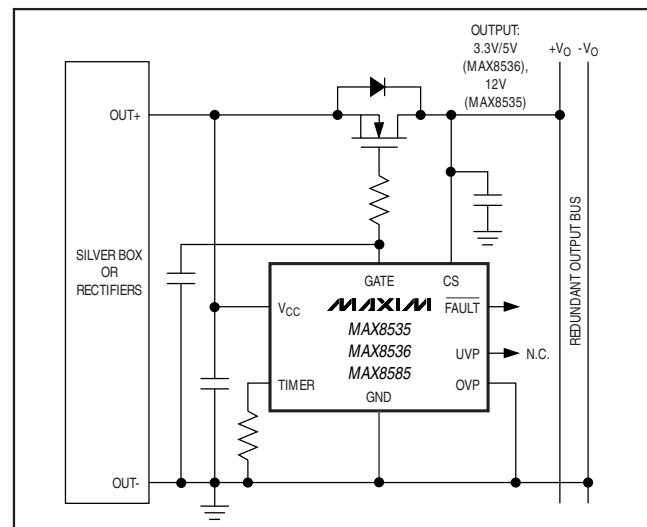 OUTPUT:
3.3V/5V
(MAX8536),
12V
(MAX8535)
+VO -VO
OUT+
SILVER BOX
OR
RECTIFIERS
GATE CS
VCC MAXIM FAULT
MAX8535
MAX8536 UVP N.C.
MAX8585
TIMER OVP
GND
REDUNDANT OUTPUT BUS
OUT-